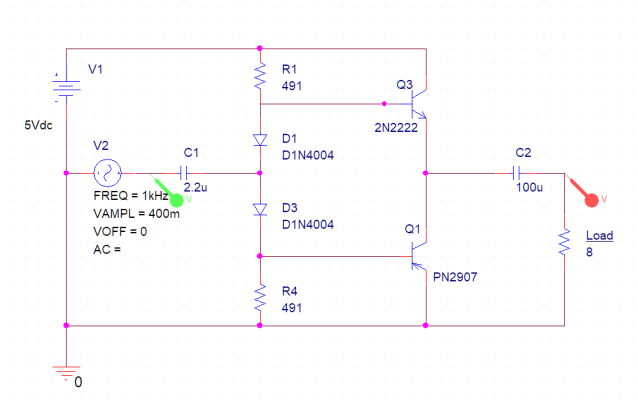 V1
5Vdc
R1
491
Q3
2N2222
V2
C1
2.2u
D1
D1N4004
C2
100u
FREQ = 1kHz
VAMPL = 400m
VOFF = 0
AC =
V
V
D3
D1N4004
Q1
PN2907
Load
8
R4
491
0